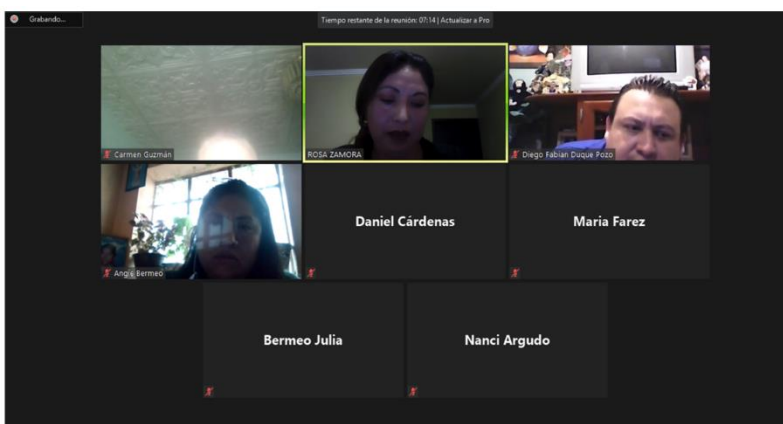 Grabando...
Tiempo restante de la reunión: 07:14 | Actualizar a Pro
Carmen Guzmán
ROSA ZAMORA
Diego Fabian Duque Pozo
Angie Bermeo
Daniel Cárdenas
Maria Farez
Bermeo Julia
Nanci Argudo